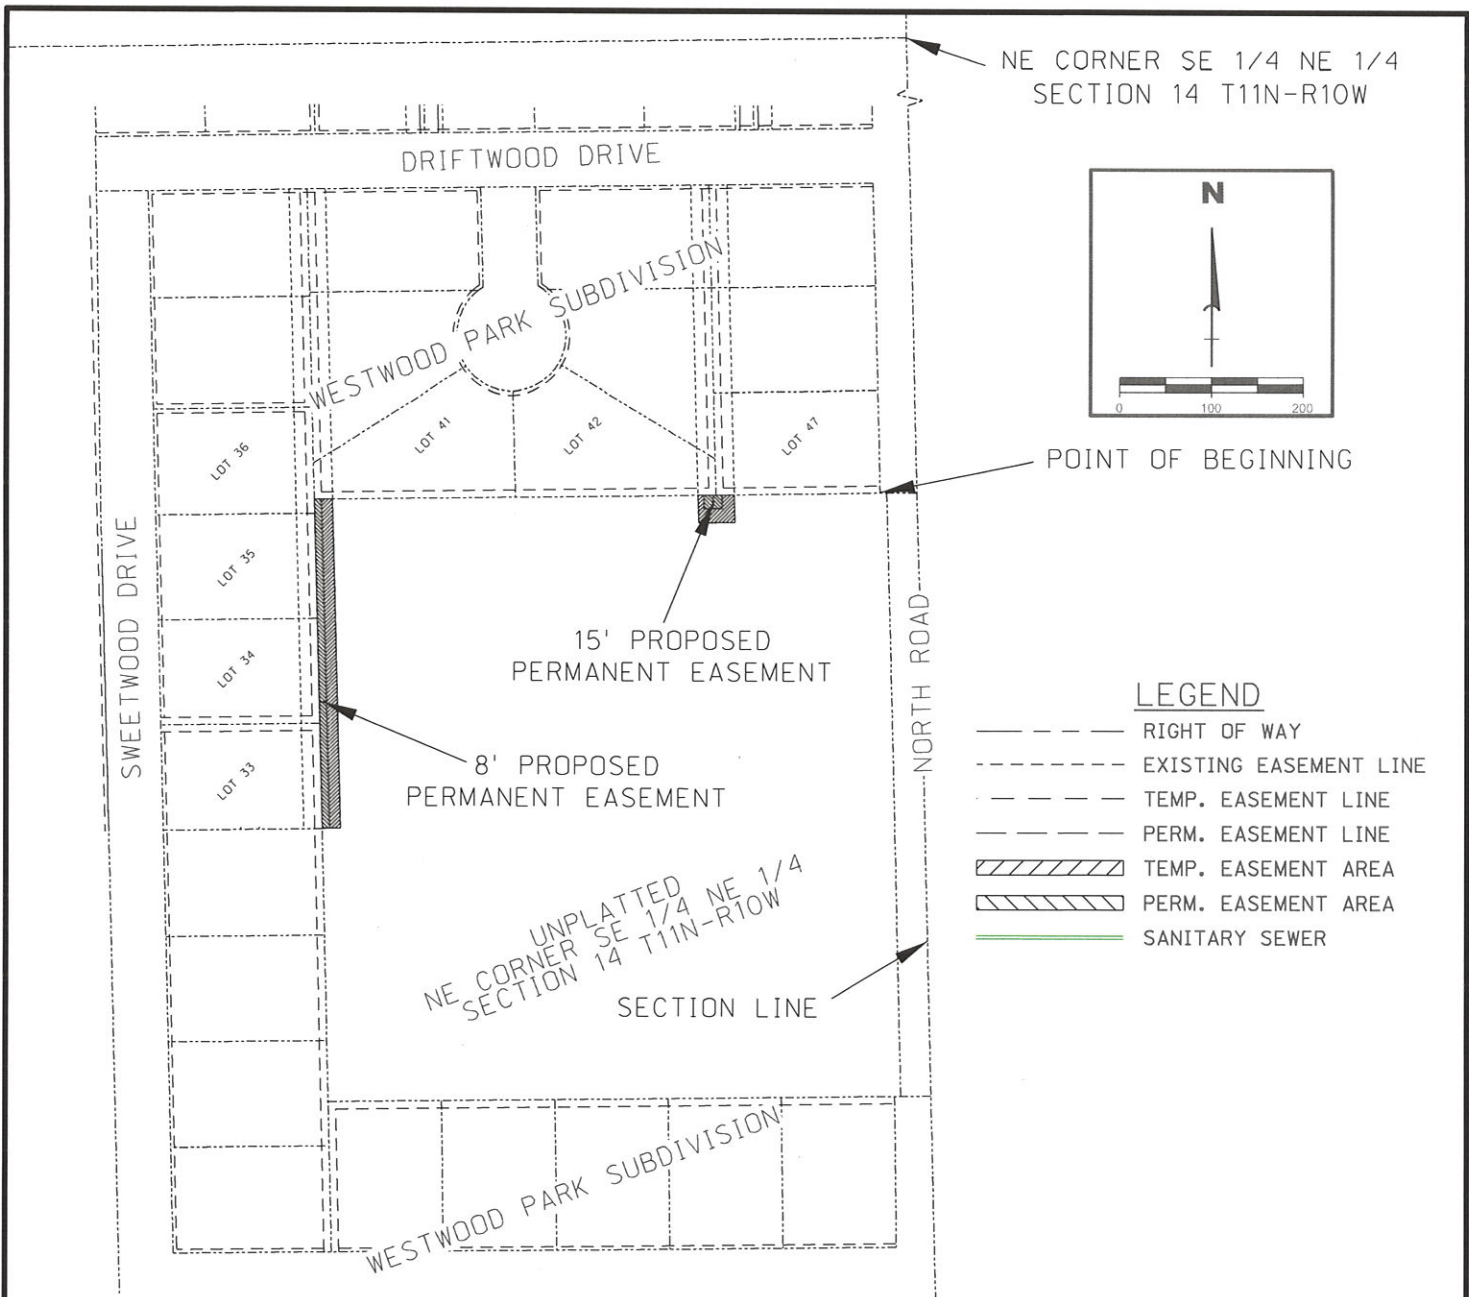 NE CORNER SE 1/4 NE 1/4
SECTION 14 T11N-R10W
DRIFTWOOD DRIVE
N
0 100 200
WESTWOOD PARK SUBDIVISION
LOT 36
LOT 41
LOT 42
LOT 47
POINT OF BEGINNING
LOT 35
LOT 34
LOT 33
SWEETWOOD DRIVE
15' PROPOSED
PERMANENT EASEMENT
NORTH ROAD
8' PROPOSED
PERMANENT EASEMENT
LEGEND
RIGHT OF WAY
EXISTING EASEMENT LINE
TEMP. EASEMENT LINE
PERM. EASEMENT LINE
TEMP. EASEMENT AREA
PERM. EASEMENT AREA
SANITARY SEWER
UNPLATTED
NE CORNER SE 1/4 NE 1/4
SECTION 14 T11N-R10W
SECTION LINE
WESTWOOD PARK SUBDIVISION